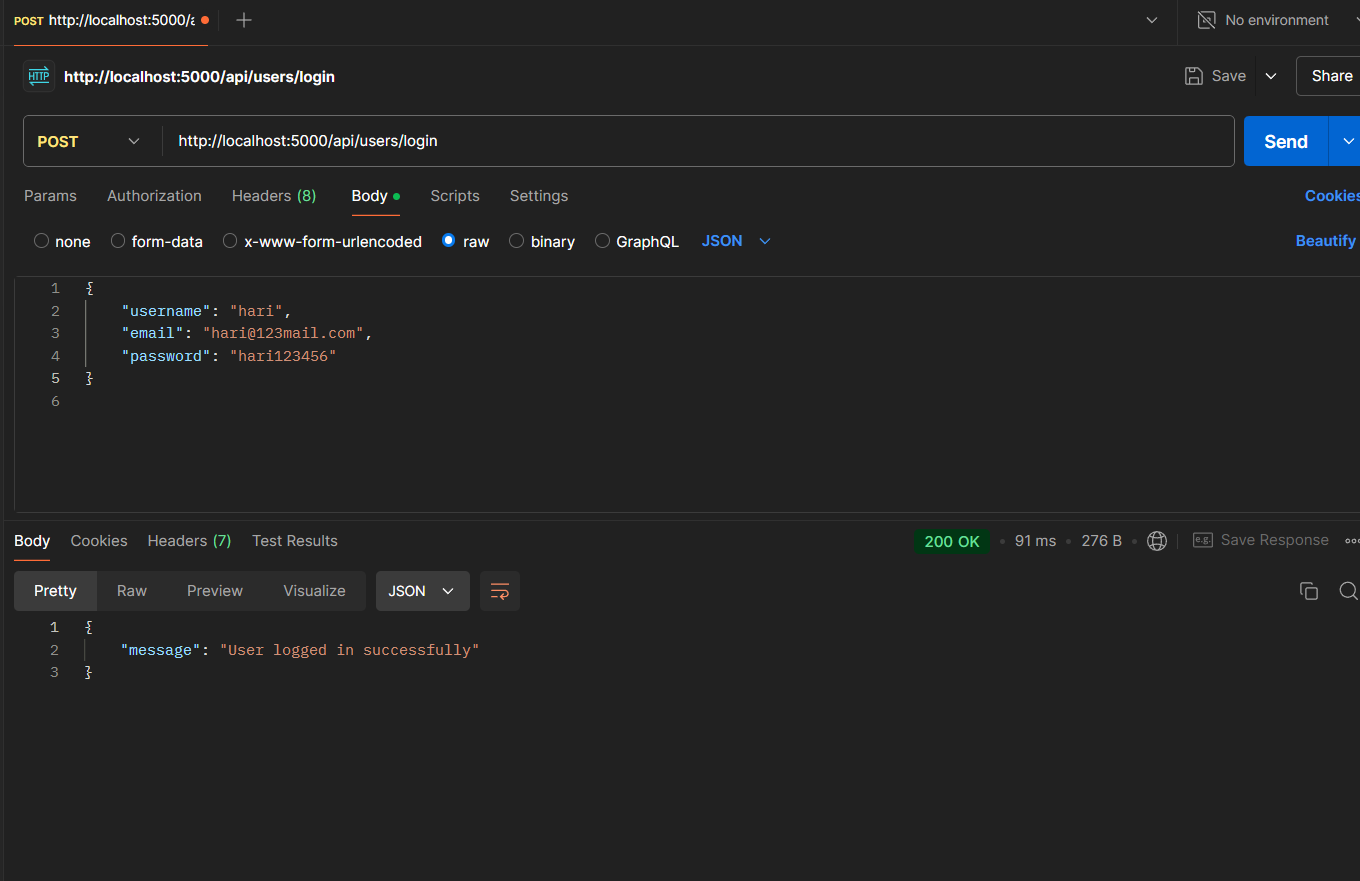 POST http://localhost:5000/a
No environment
HTTP http://localhost:5000/api/users/login
Save
Share
POST http://localhost:5000/api/users/login
Send
Params Authorization Headers (8) Body Scripts Settings
Cookies
none form-data x-www-form-urlencoded raw binary GraphQL JSON
Beautify
1 {
2 "username": "hari",
3 "email": "hari@123mail.com",
4 "password": "hari123456"
5 }
6
Body Cookies Headers (7) Test Results
200 OK • 91 ms • 276 B •
e.g. Save Response
Pretty Raw Preview Visualize JSON
1 {
2 "message": "User logged in successfully"
3 }